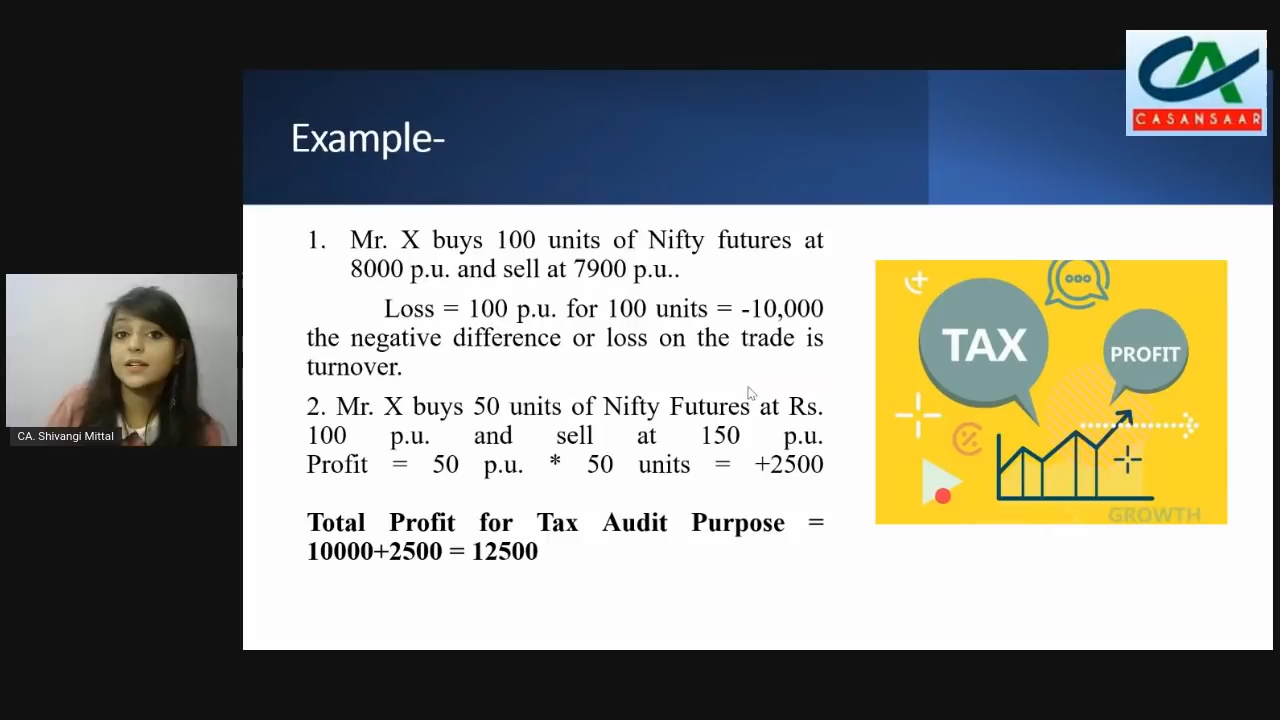 CASANSAAR
Example-
1. Mr. X buys 100 units of Nifty futures at
8000 p.u. and sell at 7900 p.u..
Loss = 100 p.u. for 100 units = -10,000
the negative difference or loss on the trade is
turnover.
2. Mr. X buys 50 units of Nifty Futures at Rs.
100 p.u. and sell at 150 p.u.
Profit = 50 p.u. * 50 units = +2500
Total Profit for Tax Audit Purpose =
10000+2500 = 12500
TAX
PROFIT
GROWTH
CA. Shivangi Mittal